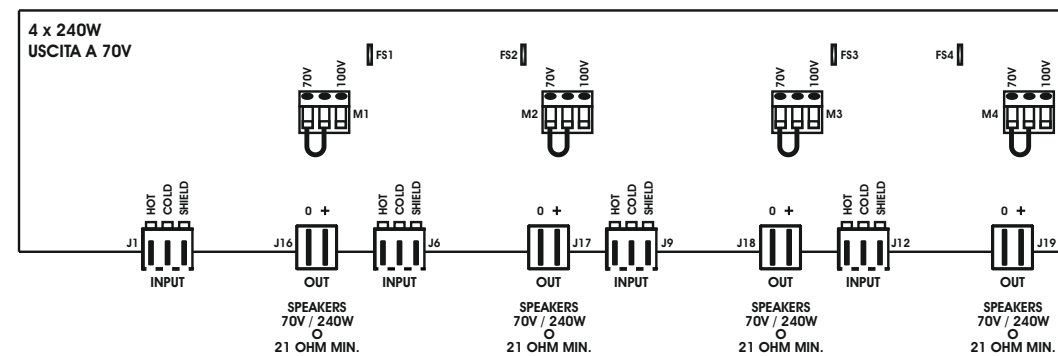 4 x 240W
USCITA A 70V
FS1
FS2
FS3
FS4
70V 100V
70V 100V
70V 100V
70V 100V
M1
M2
M3
M4
HOT COLD SHIELD
HOT COLD SHIELD
HOT COLD SHIELD
HOT COLD SHIELD
0 +
0 +
0 +
0 +
J1
J16
J6
J17
J9
J18
J12
J19
INPUT
OUT
INPUT
OUT
INPUT
OUT
INPUT
OUT
SPEAKERS
70V / 240W
O
21 OHM MIN.
SPEAKERS
70V / 240W
O
21 OHM MIN.
SPEAKERS
70V / 240W
O
21 OHM MIN.
SPEAKERS
70V / 240W
O
21 OHM MIN.